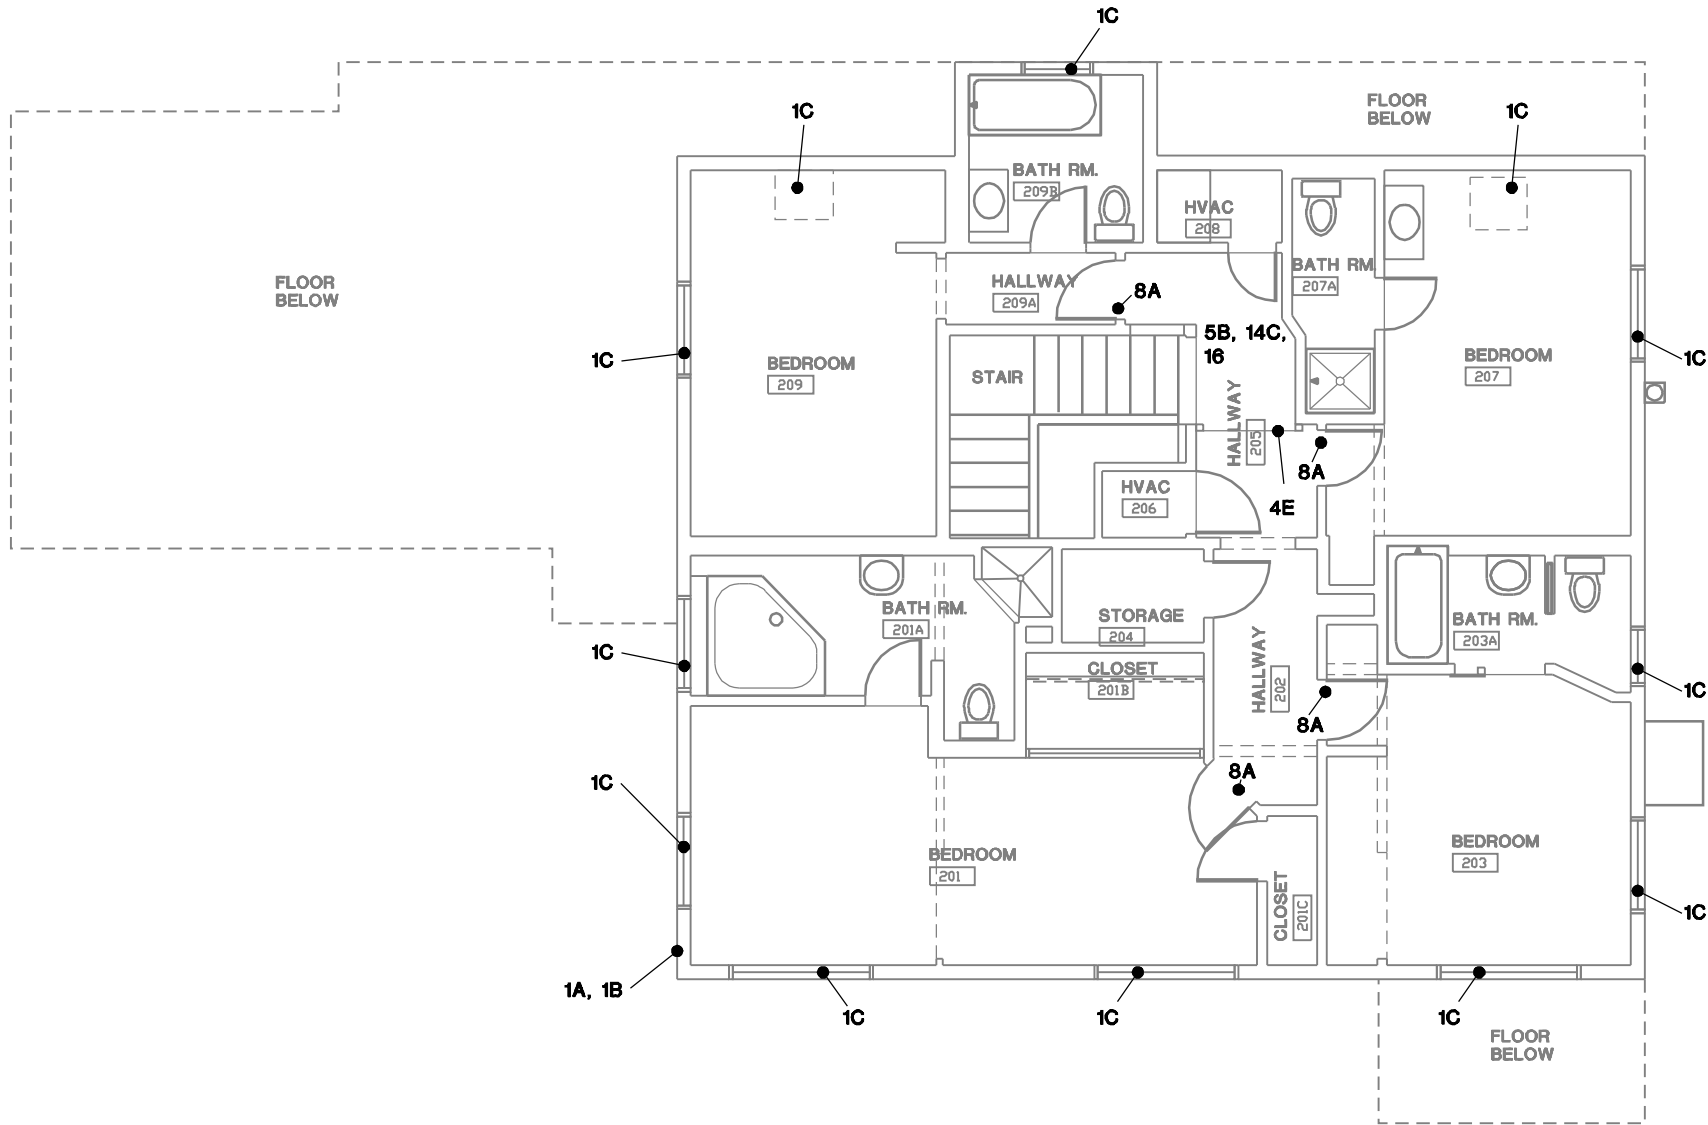 1C
1C
FLOOR
BELOW
1C
BATH RM.
209B
HVAC
208
BATH RM.
207A
FLOOR
BELOW
HALLWAY
209A
8A
5B, 14C,
16
1C
BEDROOM
209
STAIR
BEDROOM
207
1C
HALLWAY
205
8A
HVAC
206
4E
BATH RM.
201A
STORAGE
204
BATH RM.
203A
1C
CLOSET
201B
HALLWAY
202
1C
8A
1C
8A
BEDROOM
201
BEDROOM
203
CLOSET
201C
1C
1A, 1B
1C
1C
1C
FLOOR
BELOW